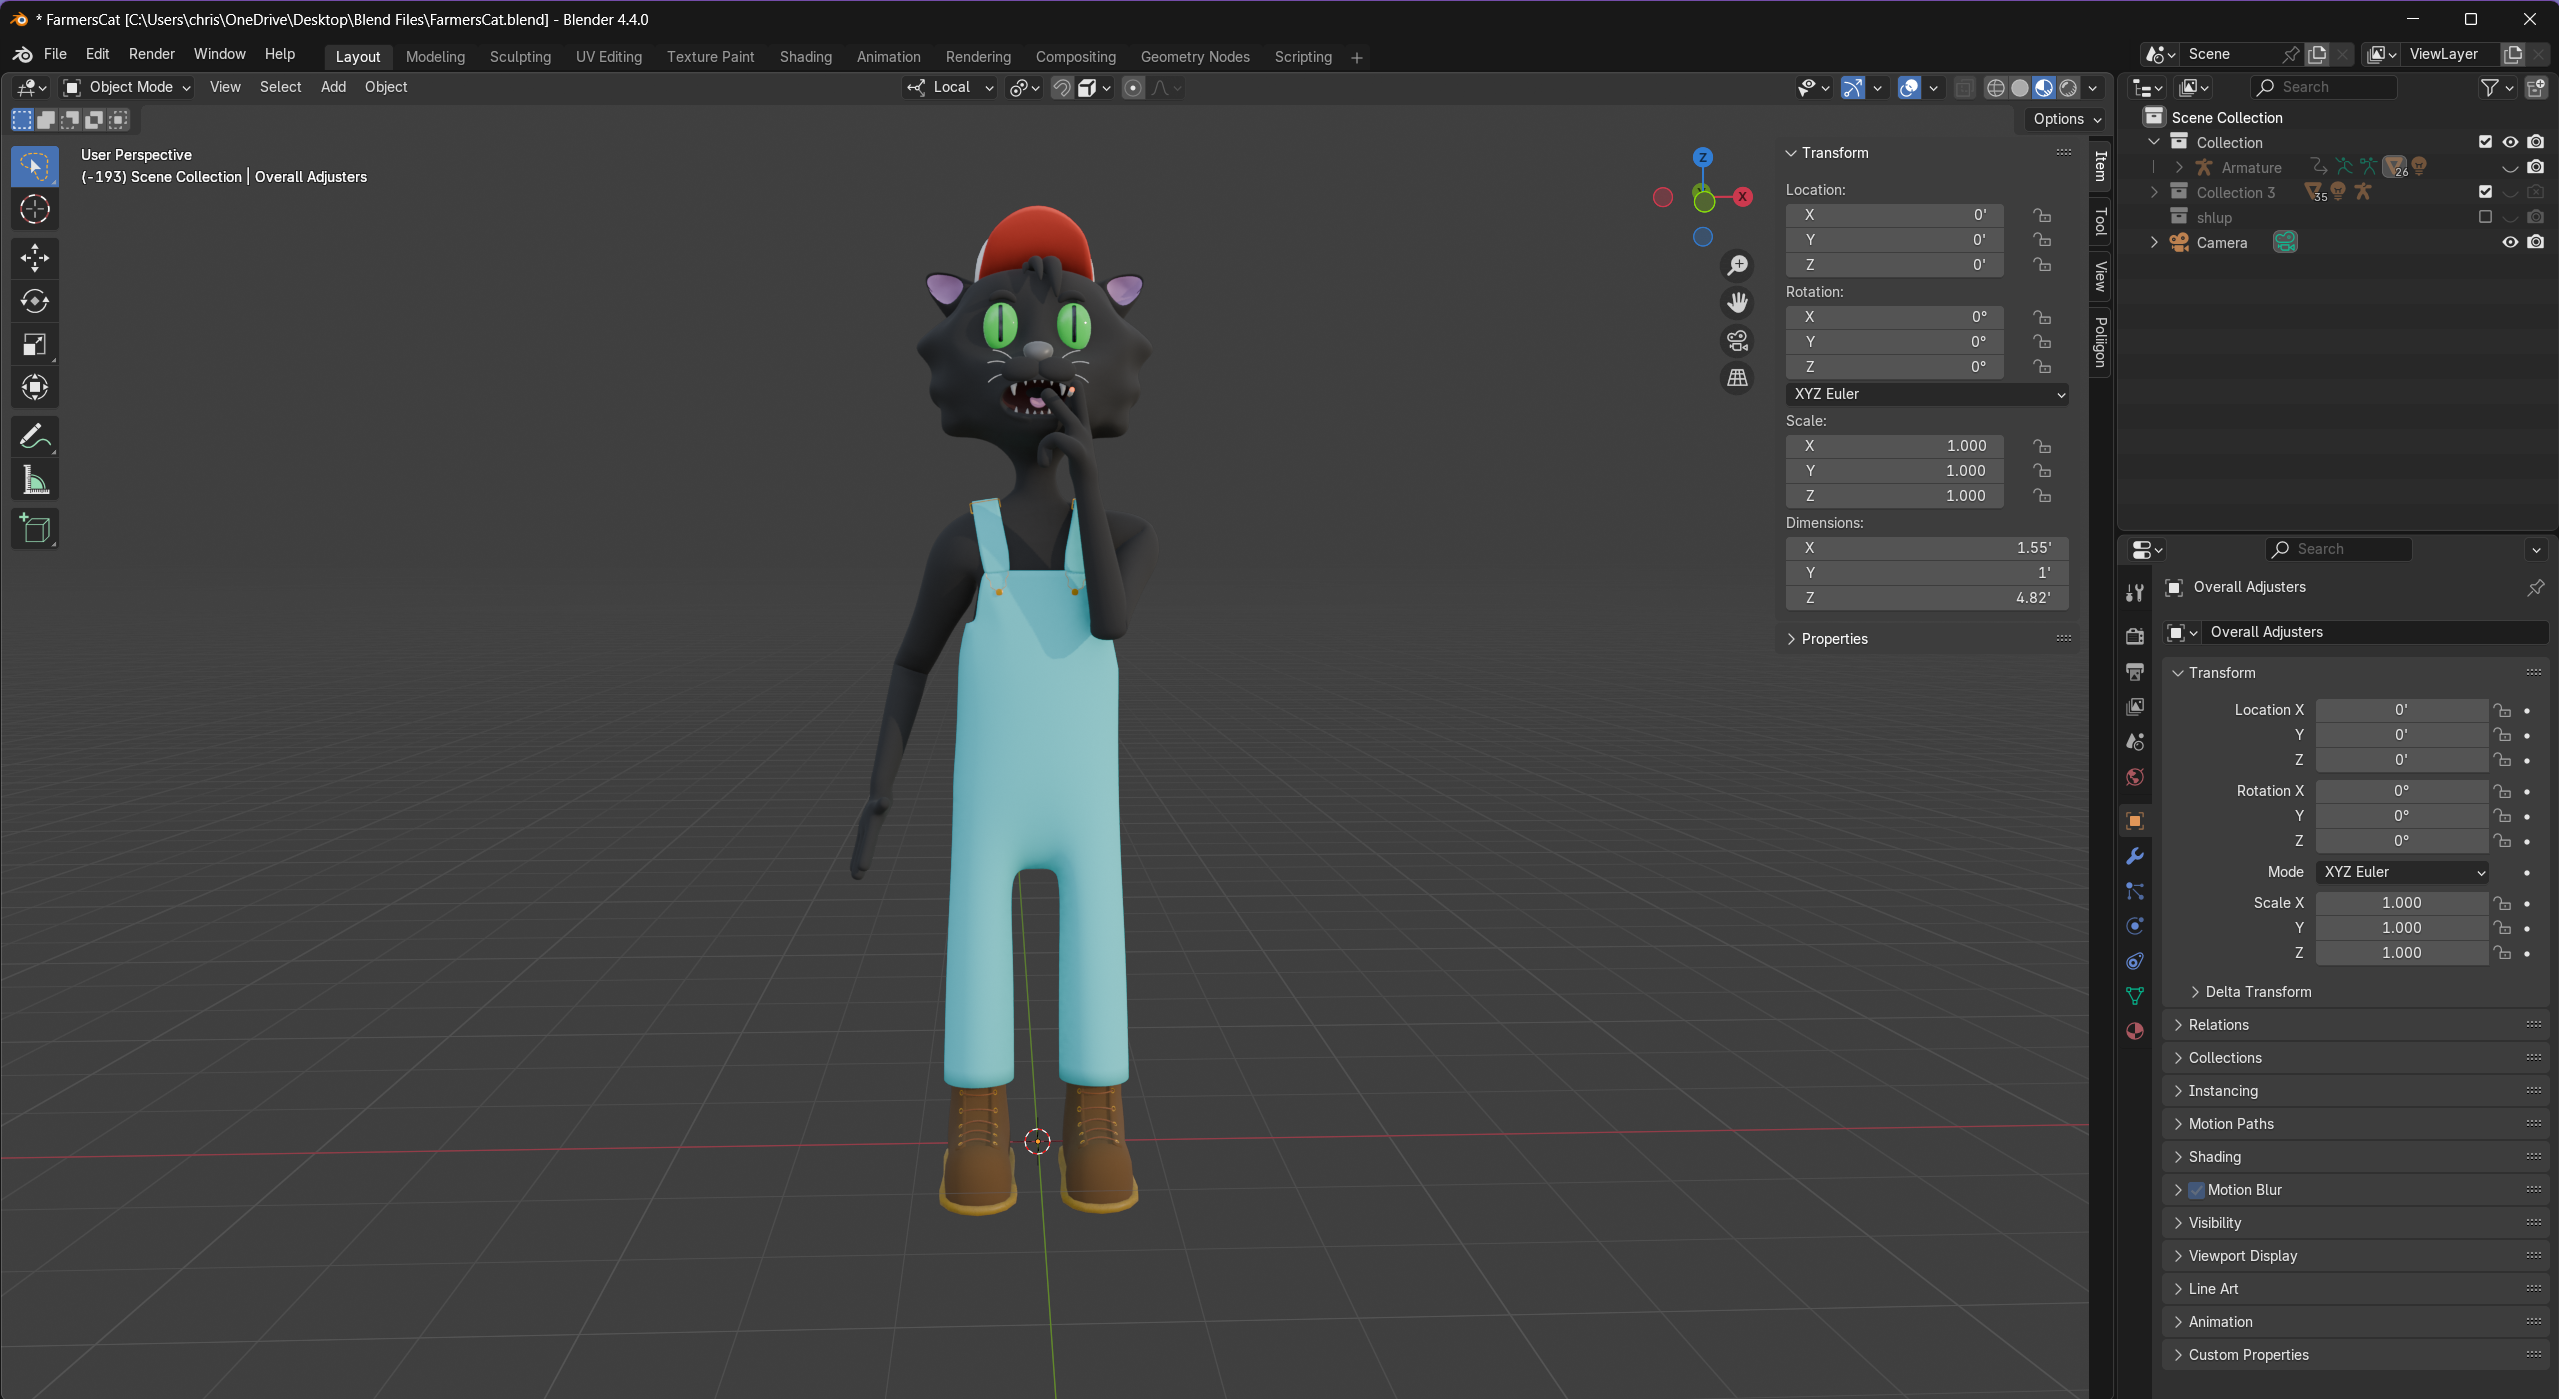 * FarmersCat [C:\Users\chris\OneDrive\Desktop\Blend Files\FarmersCat.blend] - Blender 4.4.0
File Edit Render Window Help Layout Modeling Sculpting UV Editing Texture Paint Shading Animation Rendering Compositing Geometry Nodes Scripting + Scene ViewLayer
Object Mode View Select Add Object Local
Options
User Perspective
(-193) Scene Collection | Overall Adjusters
Z
X
Transform
Location:
X 0'
Y 0'
Z 0'
Rotation:
X 0°
Y 0°
Z 0°
XYZ Euler
Scale:
X 1.000
Y 1.000
Z 1.000
Dimensions:
X 1.55'
Y 1'
Z 4.82'
Properties
Item
Tool
View
Poliigon
Search
Scene Collection
Collection
Armature 26
Collection 3 35
shlup
Camera
Search
Overall Adjusters
Overall Adjusters
Transform
Location X 0'
Y 0'
Z 0'
Rotation X 0°
Y 0°
Z 0°
Mode XYZ Euler
Scale X 1.000
Y 1.000
Z 1.000
Delta Transform
Relations
Collections
Instancing
Motion Paths
Shading
Motion Blur
Visibility
Viewport Display
Line Art
Animation
Custom Properties